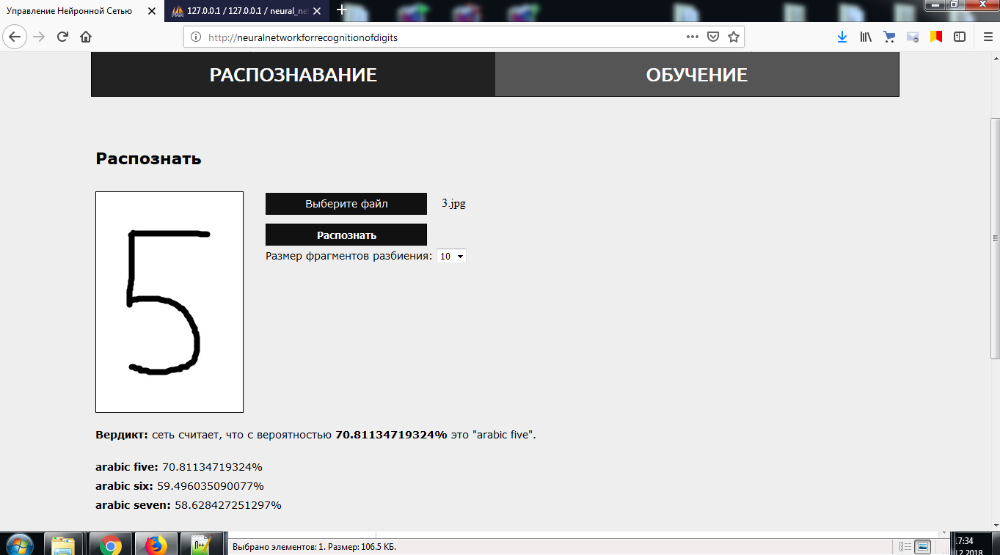 Управление Нейронной Сетью
127.0.0.1 / 127.0.0.1 / neural_ne
http://neuralnetworkforrecognitionofdigits
РАСПОЗНАВАНИЕ
ОБУЧЕНИЕ
Распознать
5
Выберите файл 3.jpg
Распознать
Размер фрагментов разбиения: 10
Вердикт: сеть считает, что с вероятностью 70.81134719324% это "arabic five".
arabic five: 70.81134719324%
arabic six: 59.496035090077%
arabic seven: 58.628427251297%
Выбрано элементов: 1. Размер: 106.5 КБ.
7:34
2.2018